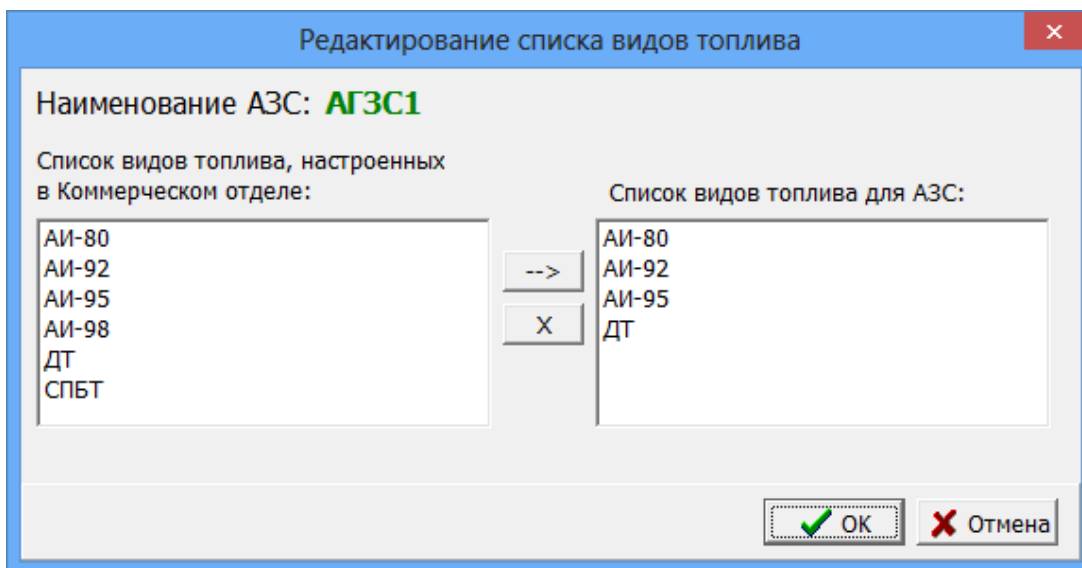 Редактирование списка видов топлива
×
Наименование АЗС: АГЗС1
Список видов топлива, настроенных
в Коммерческом отделе:
Список видов топлива для АЗС:
АИ-80
АИ-92
АИ-95
АИ-98
ДТ
СПБТ
-->
X
АИ-80
АИ-92
АИ-95
ДТ
OK
Отмена